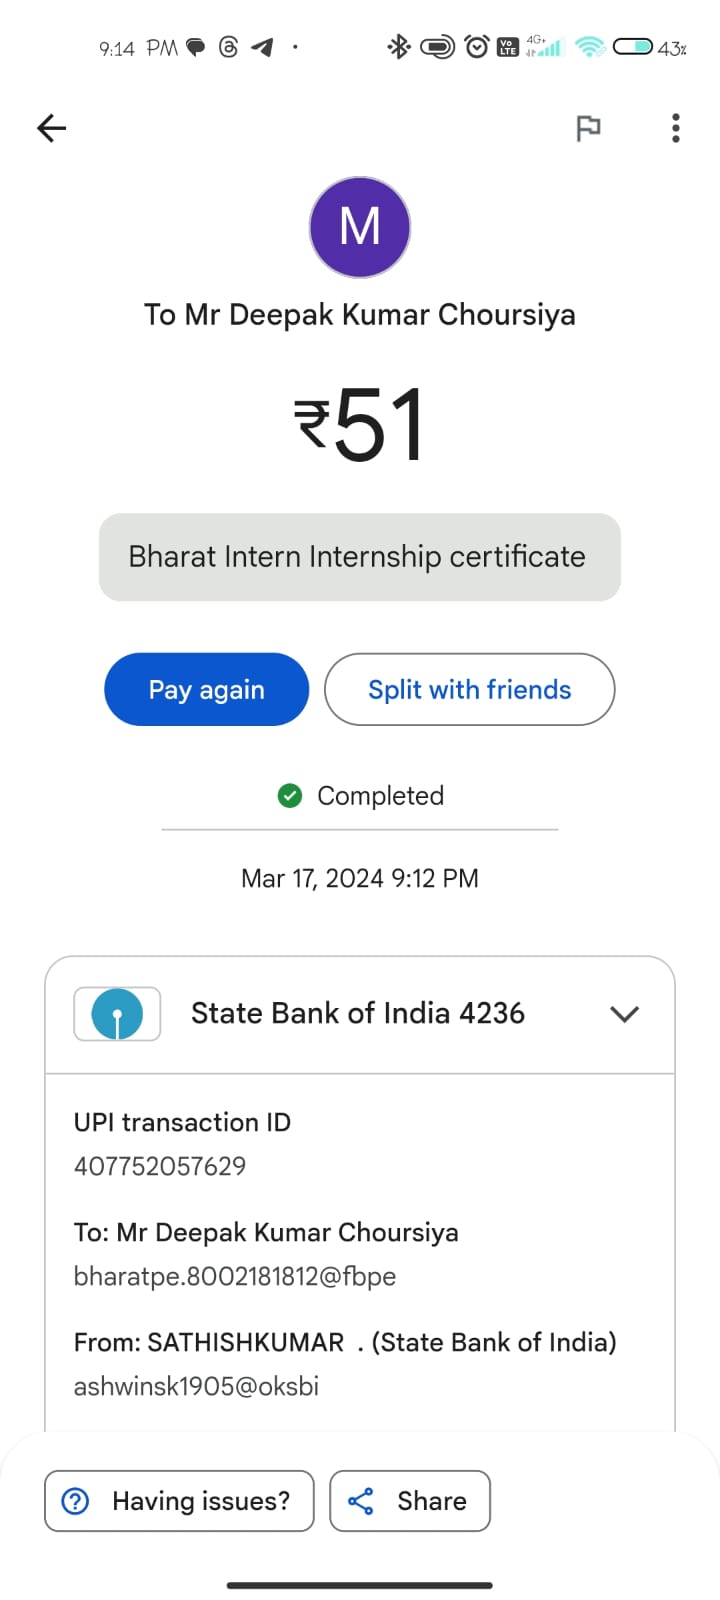 9:14 PM
Vo LTE 4G+ 43%
M
To Mr Deepak Kumar Choursiya
₹51
Bharat Intern Internship certificate
Pay again Split with friends
Completed
Mar 17, 2024 9:12 PM
State Bank of India 4236
UPI transaction ID
407752057629
To: Mr Deepak Kumar Choursiya
bharatpe.8002181812@fbpe
From: SATHISHKUMAR . (State Bank of India)
ashwinsk1905@oksbi
Having issues? Share